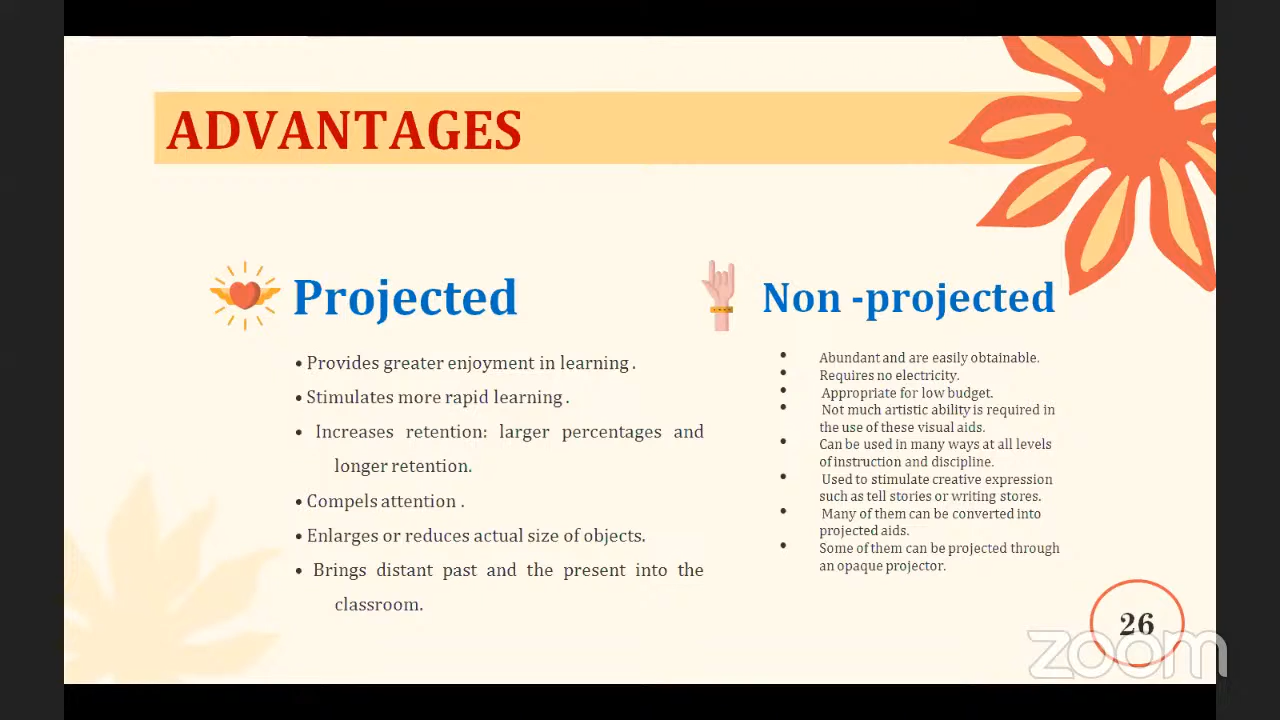 ADVANTAGES
Projected
• Provides greater enjoyment in learning .
• Stimulates more rapid learning .
• Increases retention: larger percentages and
longer retention.
• Compels attention .
• Enlarges or reduces actual size of objects.
• Brings distant past and the present into the
classroom.
Non -projected
• Abundant and are easily obtainable.
• Requires no electricity.
• Appropriate for low budget.
• Not much artistic ability is required in
the use of these visual aids.
• Can be used in many ways at all levels
of instruction and discipline.
• Used to stimulate creative expression
such as tell stories or writing stores.
• Many of them can be converted into
projected aids.
• Some of them can be projected through
an opaque projector.
26
zoom